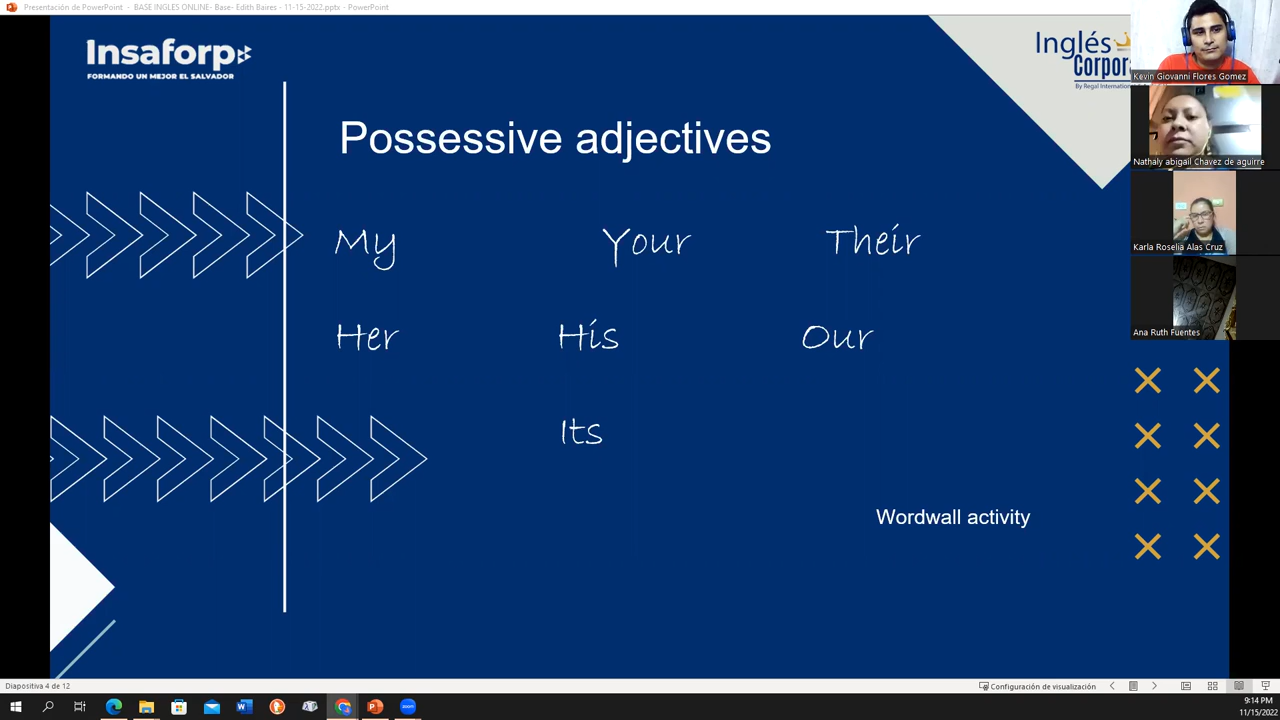 Presentación de PowerPoint - BASE INGLES ONLINE- Base- Edith Baires - 11-15-2022.pptx - PowerPoint
Insaforp
FORMANDO UN MEJOR EL SALVADOR
Inglés
Corpor
By Regal Internation
Kevin Giovanni Flores Gomez
Nathaly abigail Chavez de aguirre
Karla Roselia Alas Cruz
Ana Ruth Fuentes
Possessive adjectives
My Your Their
Her His Our
Its
Wordwall activity
Diapositiva 4 de 12
Configuración de visualización
9:14 PM
11/15/2022